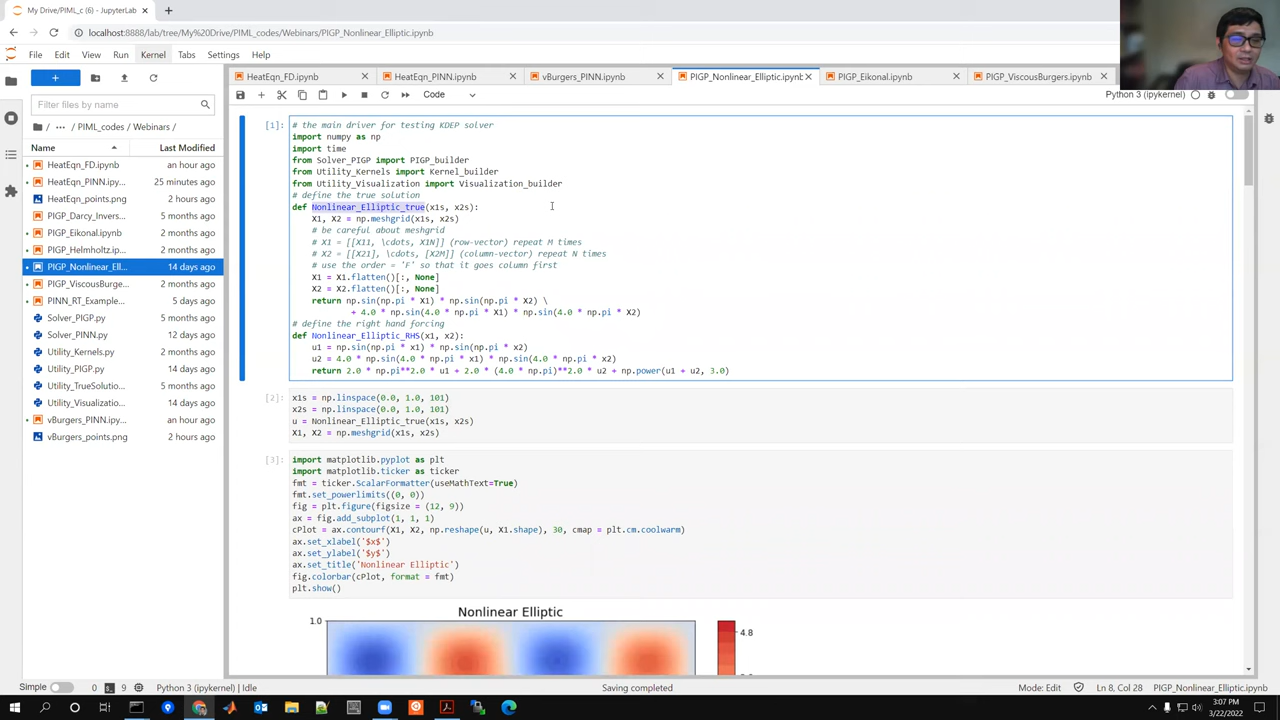 My Drive/PIML_c (6) - JupyterLab
localhost:8888/lab/tree/My%20Drive/PIML_codes/Webinars/PIGP_Nonlinear_Elliptic.ipynb
File Edit View Run Kernel Tabs Settings Help
HeatEqn_FD.ipynb
HeatEqn_PINN.ipynb
vBurgers_PINN.ipynb
PIGP_Nonlinear_Elliptic.ipynb
PIGP_Eikonal.ipynb
PIGP_ViscousBurgers.ipynb
Code
Python 3 (ipykernel)
Filter files by name
/ ··· / PIML_codes / Webinars /
Name Last Modified
HeatEqn_FD.ipynb an hour ago
HeatEqn_PINN.ipy... 25 minutes ago
HeatEqn_points.png 2 hours ago
PIGP_Darcy_Invers... 5 months ago
PIGP_Eikonal.ipynb 2 months ago
PIGP_Helmholtz.ip... 2 months ago
PIGP_Nonlinear_Ell... 14 days ago
PIGP_ViscousBurge... 2 months ago
PINN_RT_Example... 5 days ago
Solver_PIGP.py 5 months ago
Solver_PINN.py 12 days ago
Utility_Kernels.py 2 months ago
Utility_PIGP.py 14 days ago
Utility_TrueSolutio... 5 months ago
Utility_Visualizatio... 14 days ago
vBurgers_PINN.ipy... an hour ago
vBurgers_points.png 2 hours ago
[1]:
# the main driver for testing KDEP solver
import numpy as np
import time
from Solver_PIGP import PIGP_builder
from Utility_Kernels import Kernel_builder
from Utility_Visualization import Visualization_builder
# define the true solution
def Nonlinear_Elliptic_true(x1s, x2s):
X1, X2 = np.meshgrid(x1s, x2s)
# be careful about meshgrid
# X1 = [[X11, \cdots, X1N]] (row-vector) repeat M times
# X2 = [[X21], \cdots, [X2M]] (column-vector) repeat N times
# use the order = 'F' so that it goes column first
X1 = X1.flatten()[:, None]
X2 = X2.flatten()[:, None]
return np.sin(np.pi * X1) * np.sin(np.pi * X2) \
+ 4.0 * np.sin(4.0 * np.pi * X1) * np.sin(4.0 * np.pi * X2)
# define the right hand forcing
def Nonlinear_Elliptic_RHS(x1, x2):
u1 = np.sin(np.pi * x1) * np.sin(np.pi * x2)
u2 = 4.0 * np.sin(4.0 * np.pi * x1) * np.sin(4.0 * np.pi * x2)
return 2.0 * np.pi**2.0 * u1 + 2.0 * (4.0 * np.pi)**2.0 * u2 + np.power(u1 + u2, 3.0)
[2]:
x1s = np.linspace(0.0, 1.0, 101)
x2s = np.linspace(0.0, 1.0, 101)
u = Nonlinear_Elliptic_true(x1s, x2s)
X1, X2 = np.meshgrid(x1s, x2s)
[3]:
import matplotlib.pyplot as plt
import matplotlib.ticker as ticker
fmt = ticker.ScalarFormatter(useMathText=True)
fmt.set_powerlimits((0, 0))
fig = plt.figure(figsize = (12, 9))
ax = fig.add_subplot(1, 1, 1)
cPlot = ax.contourf(X1, X2, np.reshape(u, X1.shape), 30, cmap = plt.cm.coolwarm)
ax.set_xlabel('$x$')
ax.set_ylabel('$y$')
ax.set_title('Nonlinear Elliptic')
fig.colorbar(cPlot, format = fmt)
plt.show()
Nonlinear Elliptic
1.0
4.8
Simple 0 9 Python 3 (ipykernel) | Idle Saving completed Mode: Edit Ln 8, Col 28 PIGP_Nonlinear_Elliptic.ipynb
3:07 PM
3/22/2022